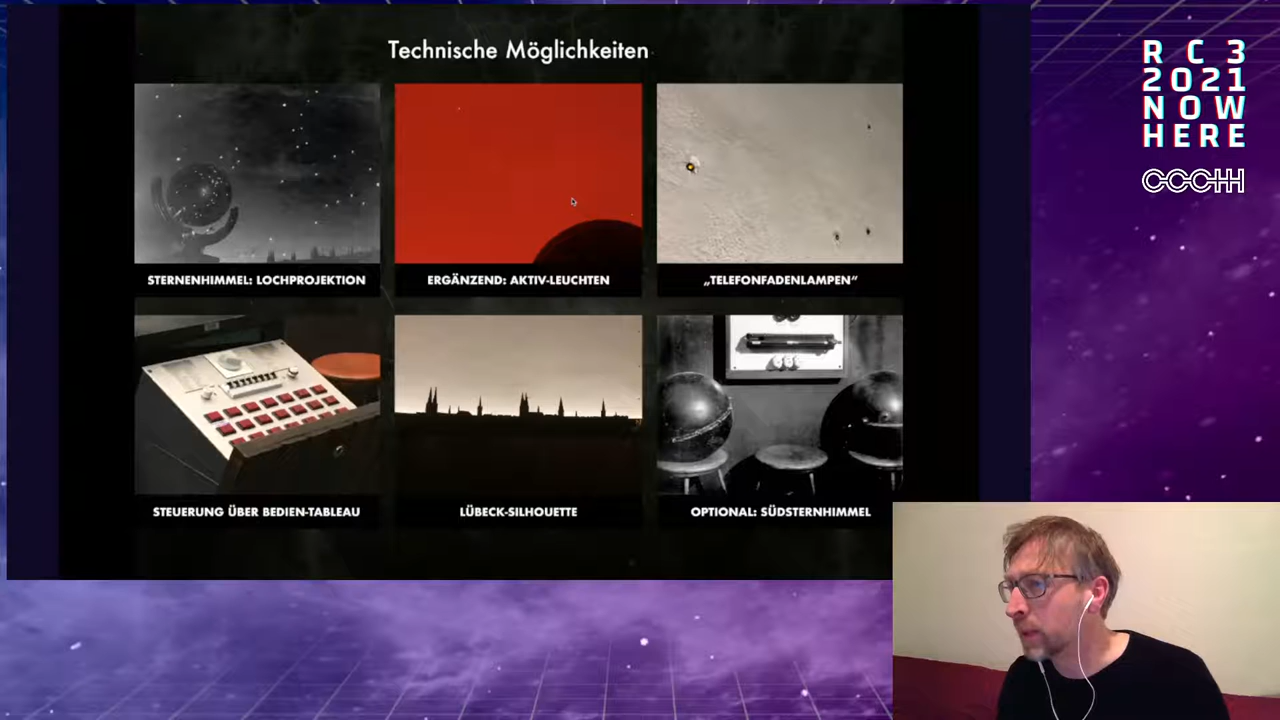 Technische Möglichkeiten
STERNENHIMMEL: LOCHPROJEKTION
ERGÄNZEND: AKTIV-LEUCHTEN
„TELEFONFADENLAMPEN“
STEUERUNG ÜBER BEDIEN-TABLEAU
LÜBECK-SILHOUETTE
OPTIONAL: SÜDSTERNHIMMEL
RC3
2021
NOW
HERE
CCCHH